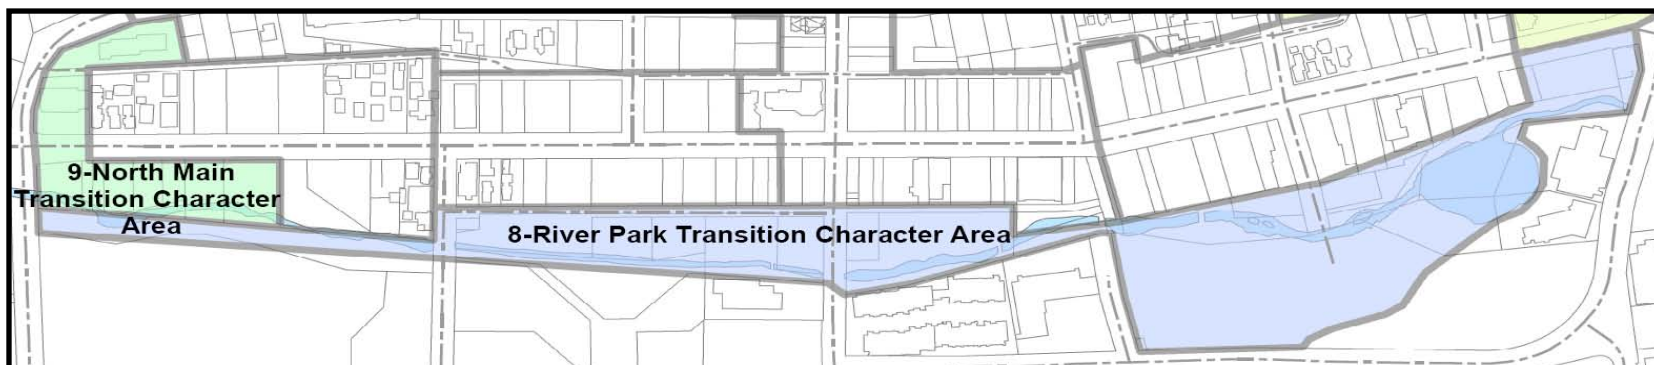 9-North Main
Transition Character
Area
8-River Park Transition Character Area